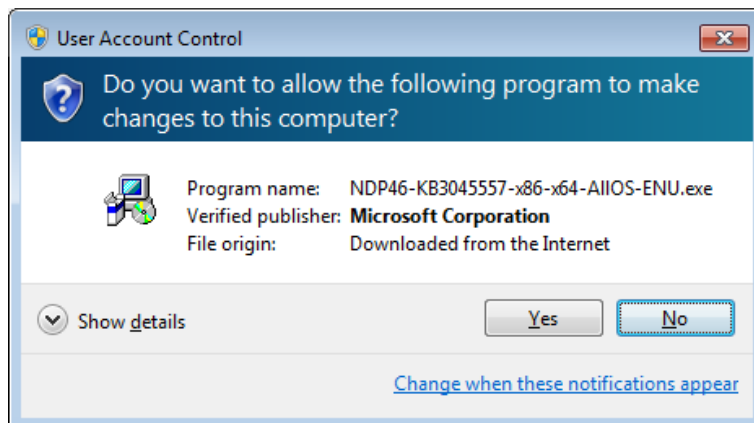 User Account Control
Do you want to allow the following program to make
changes to this computer?
Program name: NDP46-KB3045557-x86-x64-AllOS-ENU.exe
Verified publisher: Microsoft Corporation
File origin: Downloaded from the Internet
Show details
Yes
No
Change when these notifications appear